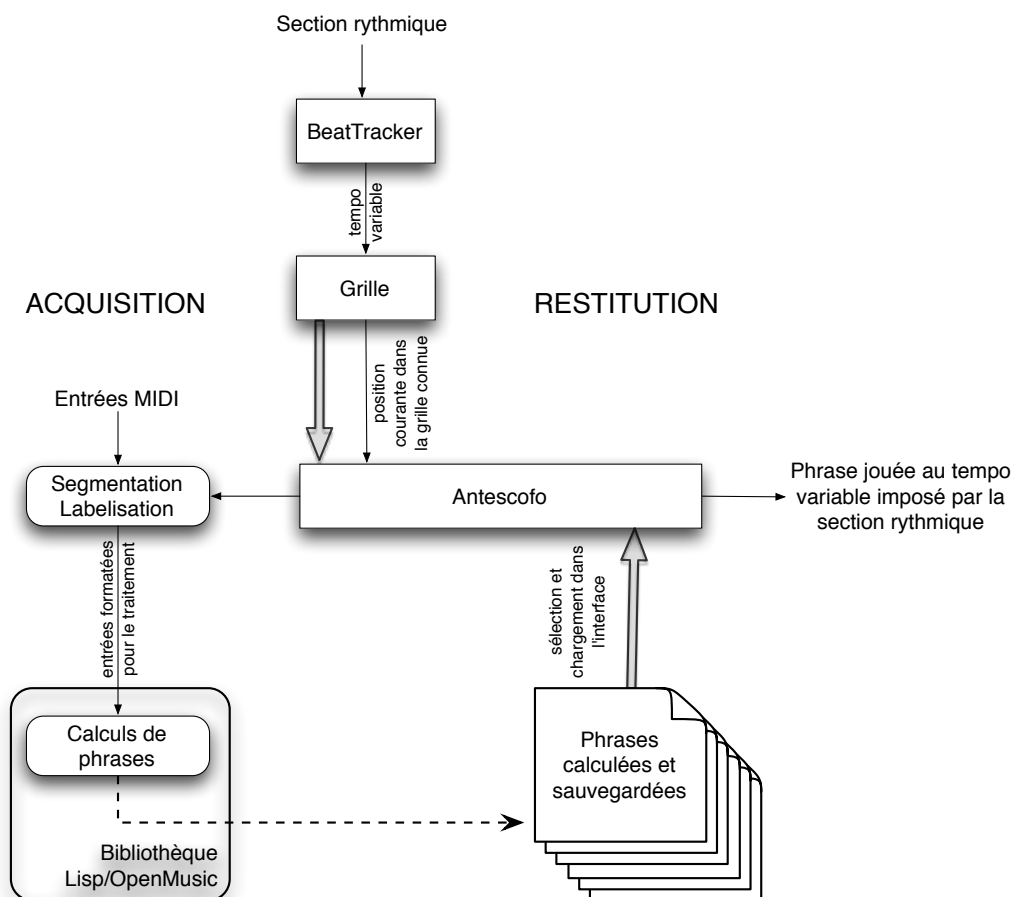 Section rythmique
BeatTracker
tempo
variable
Grille
ACQUISITION
RESTITUTION
position
courante dans
la grille connue
Entrées MIDI
Segmentation
Labelisation
Antescofo
Phrase jouée au tempo
variable imposé par la
section rythmique
entrées formatées
pour le traitement
sélection et
chargement dans
l'interface
Calculs de
phrases
Phrases
calculées et
sauvegardées
Bibliothèque
Lisp/OpenMusic